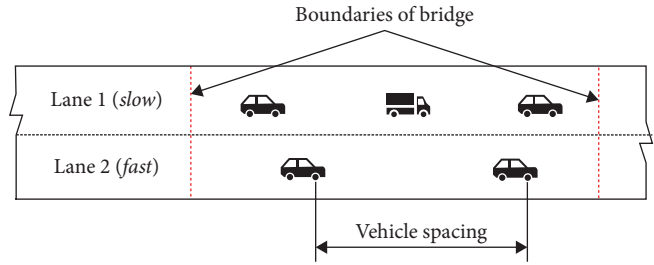 Boundaries of bridge
Lane 1 (slow)
Lane 2 (fast)
Vehicle spacing